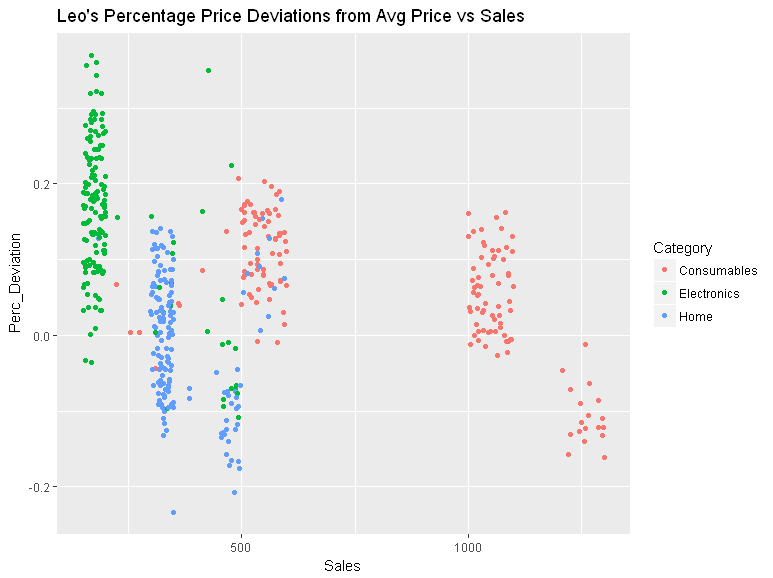 Leo's Percentage Price Deviations from Avg Price vs Sales
Perc_Deviation
0.2
0.0
-0.2
500
1000
Sales
Category
Consumables
Electronics
Home